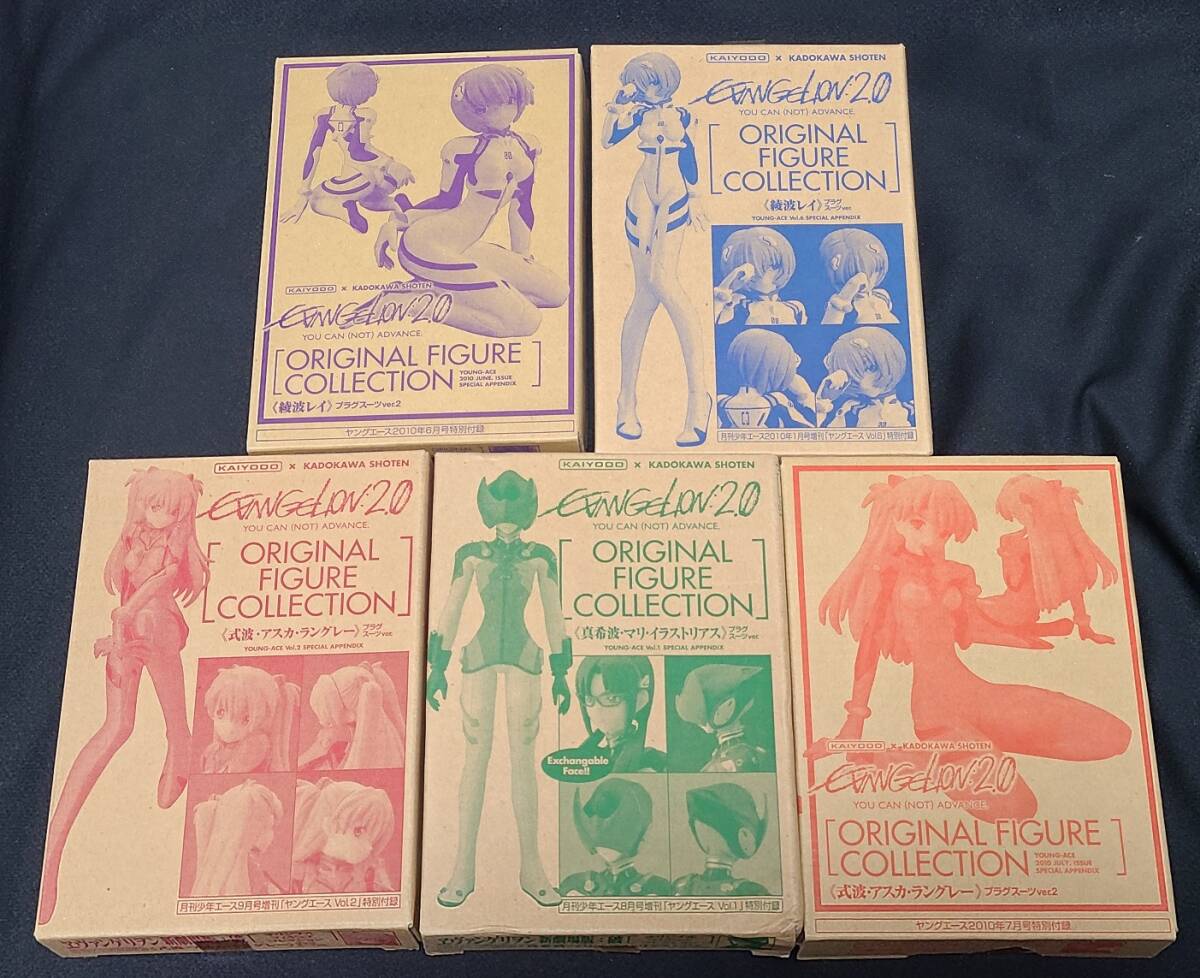 KAIYODO × KADOKAWA SHOTEN
EVANGELION:2.0
YOU CAN (NOT) ADVANCE.
[ORIGINAL FIGURE
COLLECTION]
YOUNG-ACE
2010 JUNE. ISSUE
SPECIAL APPENDIX
《綾波レイ》プラグスーツver.2
ヤングエース2010年6月号特別付録
KAIYODO × KADOKAWA SHOTEN
EVANGELION:2.0
YOU CAN (NOT) ADVANCE.
[ORIGINAL
FIGURE
COLLECTION]
《綾波レイ》プラグスーツver.
YOUNG-ACE Vol.6 SPECIAL APPENDIX
月刊少年エース2010年1月号増刊「ヤングエース Vol.6」特別付録
KAIYODO × KADOKAWA SHOTEN
EVANGELION:2.0
YOU CAN (NOT) ADVANCE.
[ORIGINAL
FIGURE
COLLECTION]
《式波・アスカ・ラングレー》プラグスーツver.
YOUNG-ACE Vol.2 SPECIAL APPENDIX
月刊少年エース9月号増刊「ヤングエース Vol.2」特別付録
KAIYODO × KADOKAWA SHOTEN
EVANGELION:2.0
YOU CAN (NOT) ADVANCE.
[ORIGINAL
FIGURE
COLLECTION]
《真希波・マリ・イラストリアス》プラグスーツver.
YOUNG-ACE Vol.1 SPECIAL APPENDIX
Exchangable
Face!!
月刊少年エース8月号増刊「ヤングエース Vol.1」特別付録
ヱヴァンゲリヲン新劇場版:破
KAIYODO × KADOKAWA SHOTEN
EVANGELION:2.0
YOU CAN (NOT) ADVANCE.
[ORIGINAL FIGURE
COLLECTION]
YOUNG-ACE
2010 JULY. ISSUE
SPECIAL APPENDIX
《式波・アスカ・ラングレー》プラグスーツver.2
ヤングエース2010年7月号特別付録